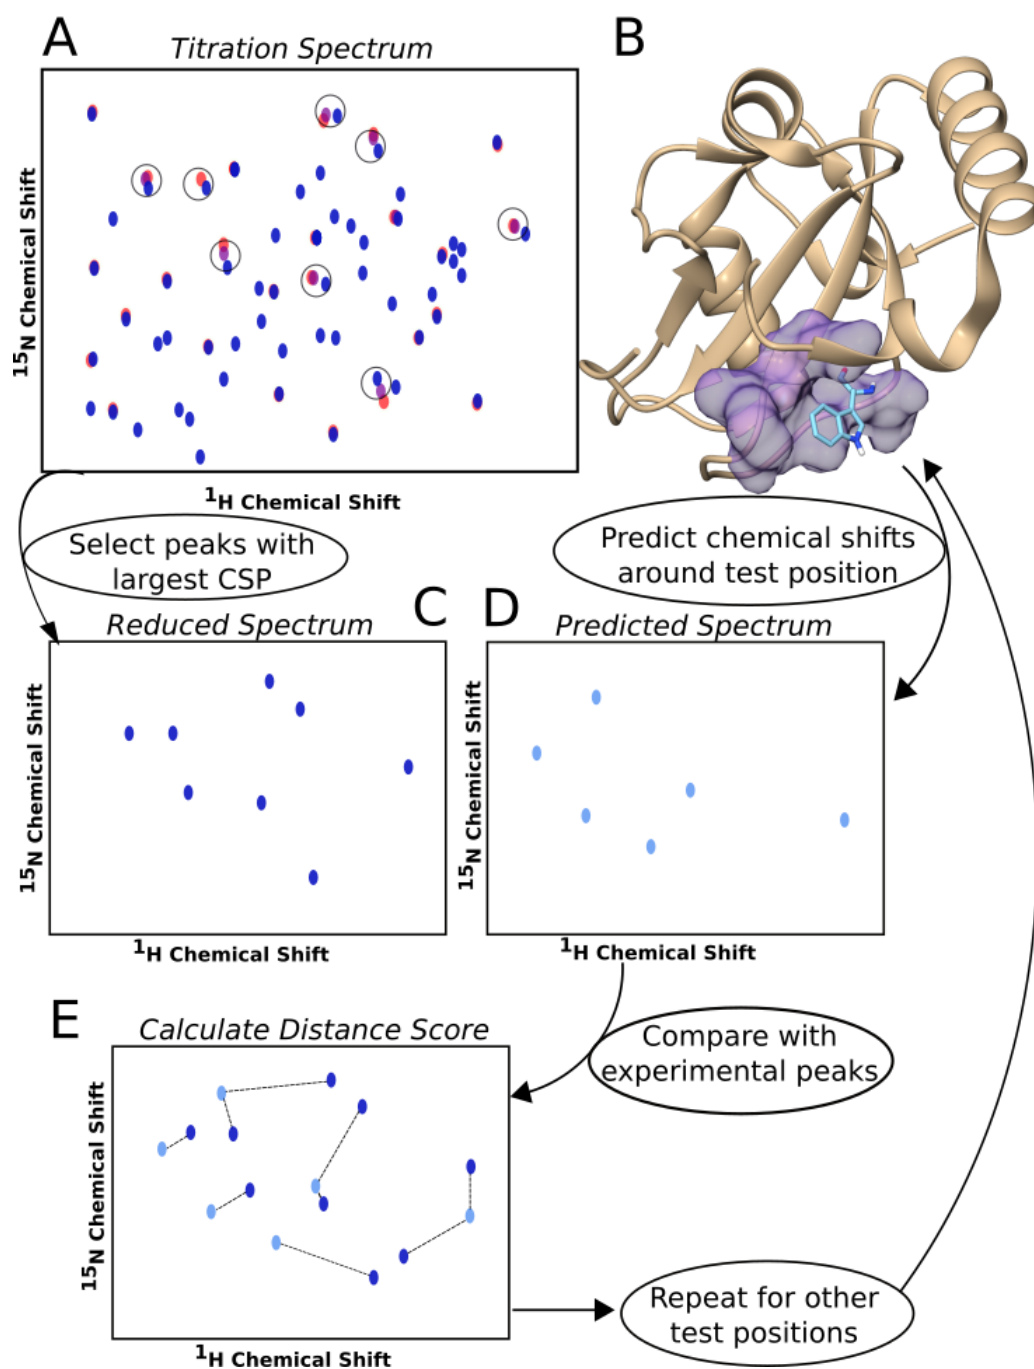 A
Titration Spectrum
B
15N Chemical Shift
1H Chemical Shift
Select peaks with
largest CSP
Predict chemical shifts
around test position
C
Reduced Spectrum
15N Chemical Shift
1H Chemical Shift
D
Predicted Spectrum
15N Chemical Shift
1H Chemical Shift
E
Calculate Distance Score
15N Chemical Shift
1H Chemical Shift
Compare with
experimental peaks
Repeat for other
test positions